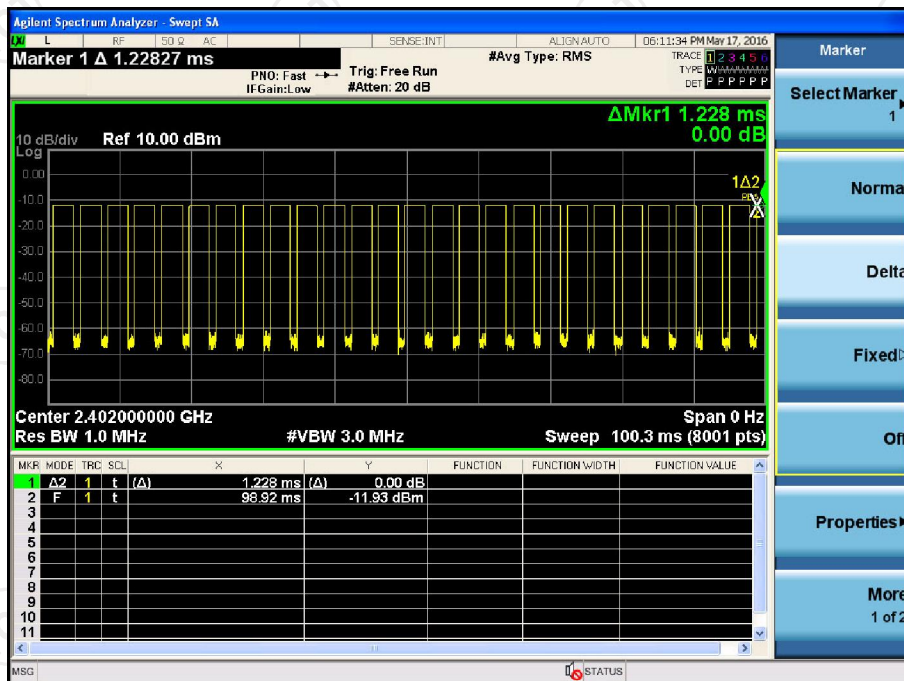 Agilent Spectrum Analyzer - Swept SA
LXI L RF 50 Ω AC SENSE:INT ALIGN AUTO 06:11:34 PM May 17, 2016
Marker 1 Δ 1.22827 ms
PNO: Fast
IFGain:Low
Trig: Free Run
#Atten: 20 dB
#Avg Type: RMS
TRACE 1 2 3 4 5 6
TYPE WWWWWW
DET P P P P P P
ΔMkr1 1.228 ms
0.00 dB
10 dB/div Ref 10.00 dBm
Log
0.00
-10.0
-20.0
-30.0
-40.0
-50.0
-60.0
-70.0
-80.0
1Δ2
Center 2.402000000 GHz Span 0 Hz
Res BW 1.0 MHz #VBW 3.0 MHz Sweep 100.3 ms (8001 pts)
MKR MODE TRC SCL X Y FUNCTION FUNCTION WIDTH FUNCTION VALUE
1 Δ2 1 t (Δ) 1.228 ms (Δ) 0.00 dB
2 F 1 t 98.92 ms -11.93 dBm
3
4
5
6
7
8
9
10
11
MSG STATUS
Marker
Select Marker
1
Norma
Delta
Fixed
Of
Properties
More
1 of 2